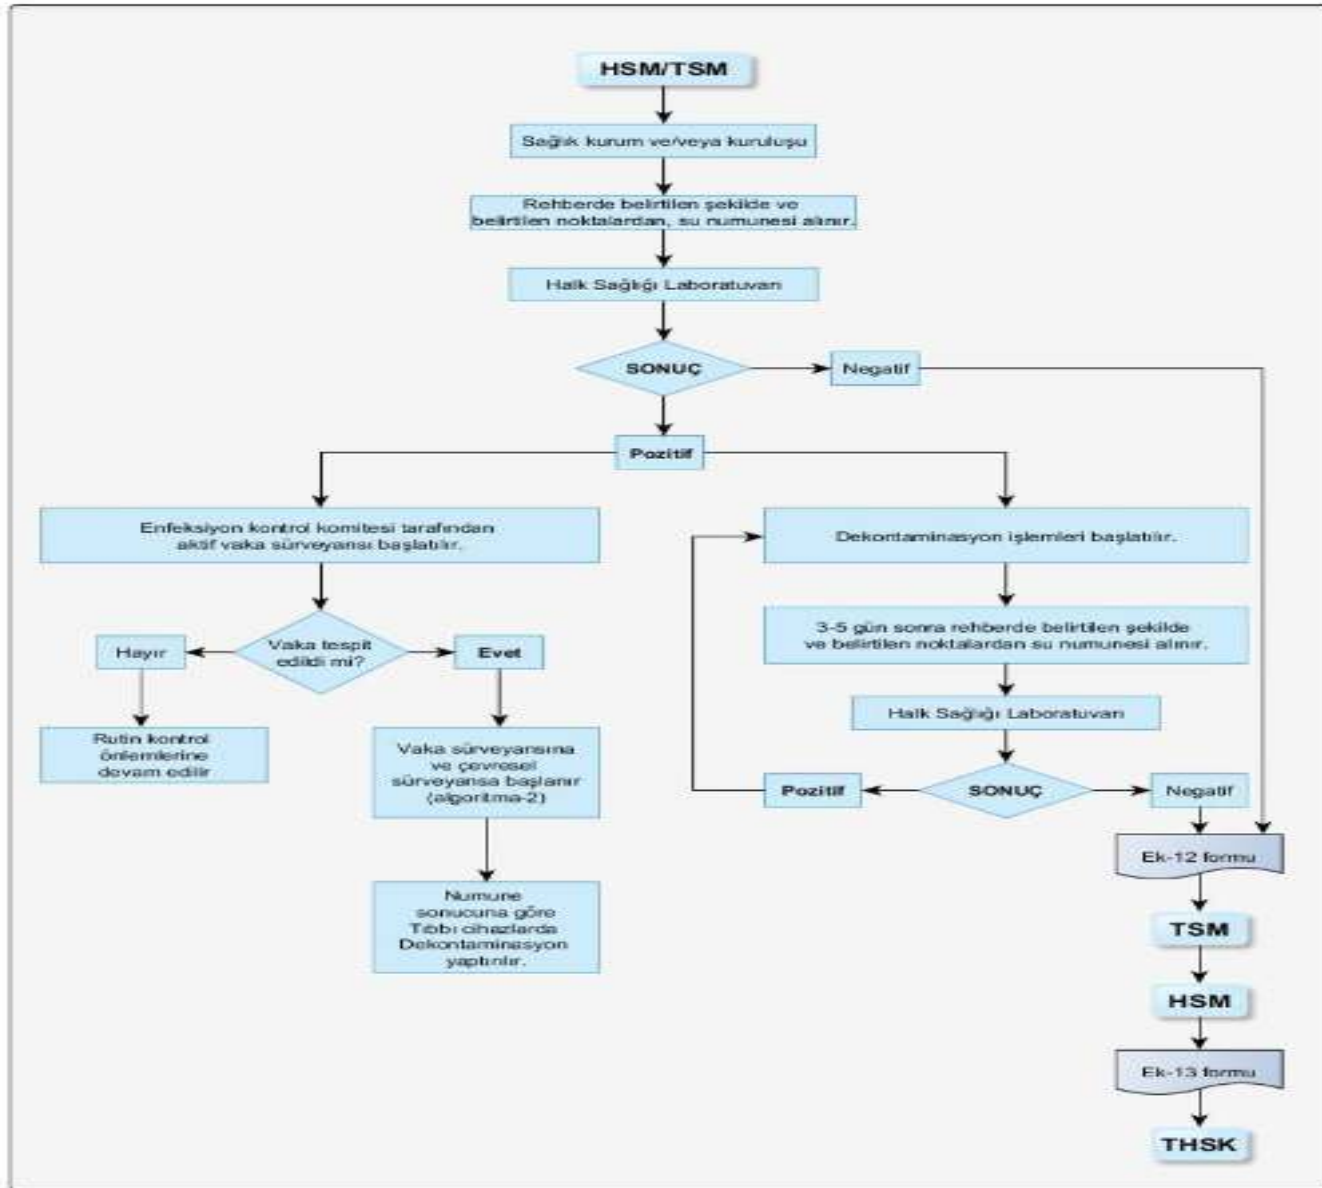 HSM/TSM
Sağlık kurum ve/veya kuruluşu
Rehberde belirtilen şekilde ve
belirtilen noktalardan, su numunesi alınır.
Halk Sağlığı Laboratuvarı
SONUÇ
Negatif
Pozitif
Enfeksiyon kontrol komitesi tarafından
aktif vaka sürveyansı başlatılır.
Vaka tespit
edildi mi?
Hayır
Evet
Rutin kontrol
önlemlerine
devam edilir
Vaka sürveyansına
ve çevresel
sürveyansa başlanır
(algoritma-2)
Numune
sonucuna göre
Tıbbi cihazlarda
Dekontaminasyon
yaptırılır.
Dekontaminasyon işlemleri başlatılır.
3-5 gün sonra rehberde belirtilen şekilde
ve belirtilen noktalardan su numunesi alınır.
Halk Sağlığı Laboratuvarı
Pozitif
SONUÇ
Negatif
Ek-12 formu
TSM
HSM
Ek-13 formu
THSK